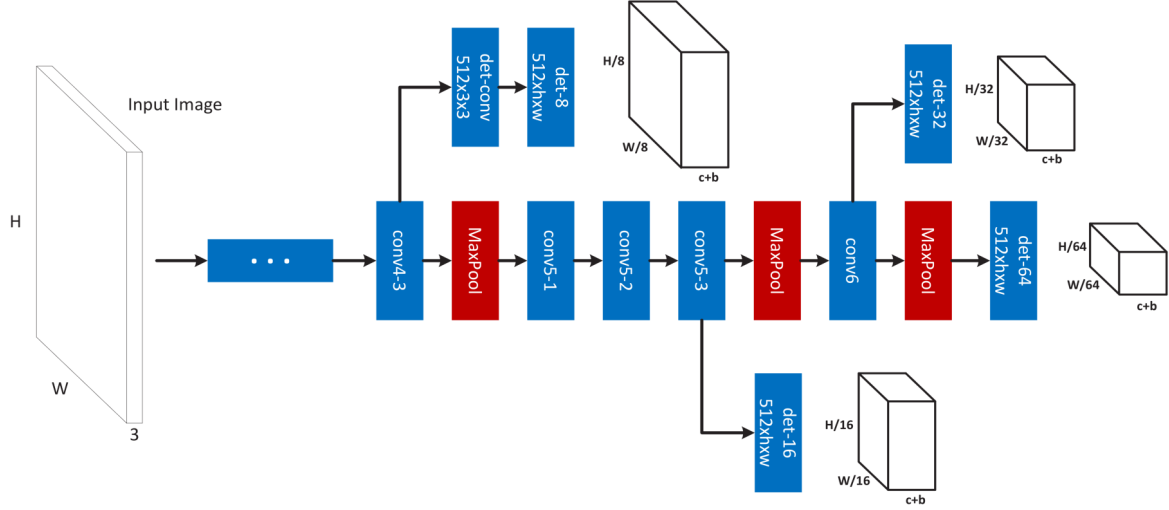 Input Image
H
W
3
...
conv4-3
det-conv
512x3x3
det-8
512xhxw
H/8
W/8
c+b
MaxPool
conv5-1
conv5-2
conv5-3
det-16
512xhxw
H/16
W/16
c+b
MaxPool
conv6
det-32
512xhxw
H/32
W/32
c+b
MaxPool
det-64
512xhxw
H/64
W/64
c+b